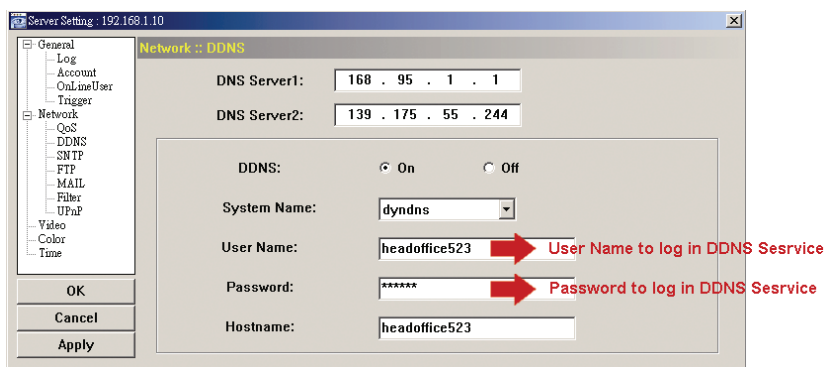 Server Setting : 192.168.1.10
General
Log
Account
OnLineUser
Trigger
Network
QoS
DDNS
SNTP
FTP
MAIL
Filter
UPnP
Video
Color
Time
OK
Cancel
Apply
Network :: DDNS
DNS Server1: 168 . 95 . 1 . 1
DNS Server2: 139 . 175 . 55 . 244
DDNS: On Off
System Name: dyndns
User Name: headoffice523 User Name to log in DDNS Sesrvice
Password: ****** Password to log in DDNS Sesrvice
Hostname: headoffice523